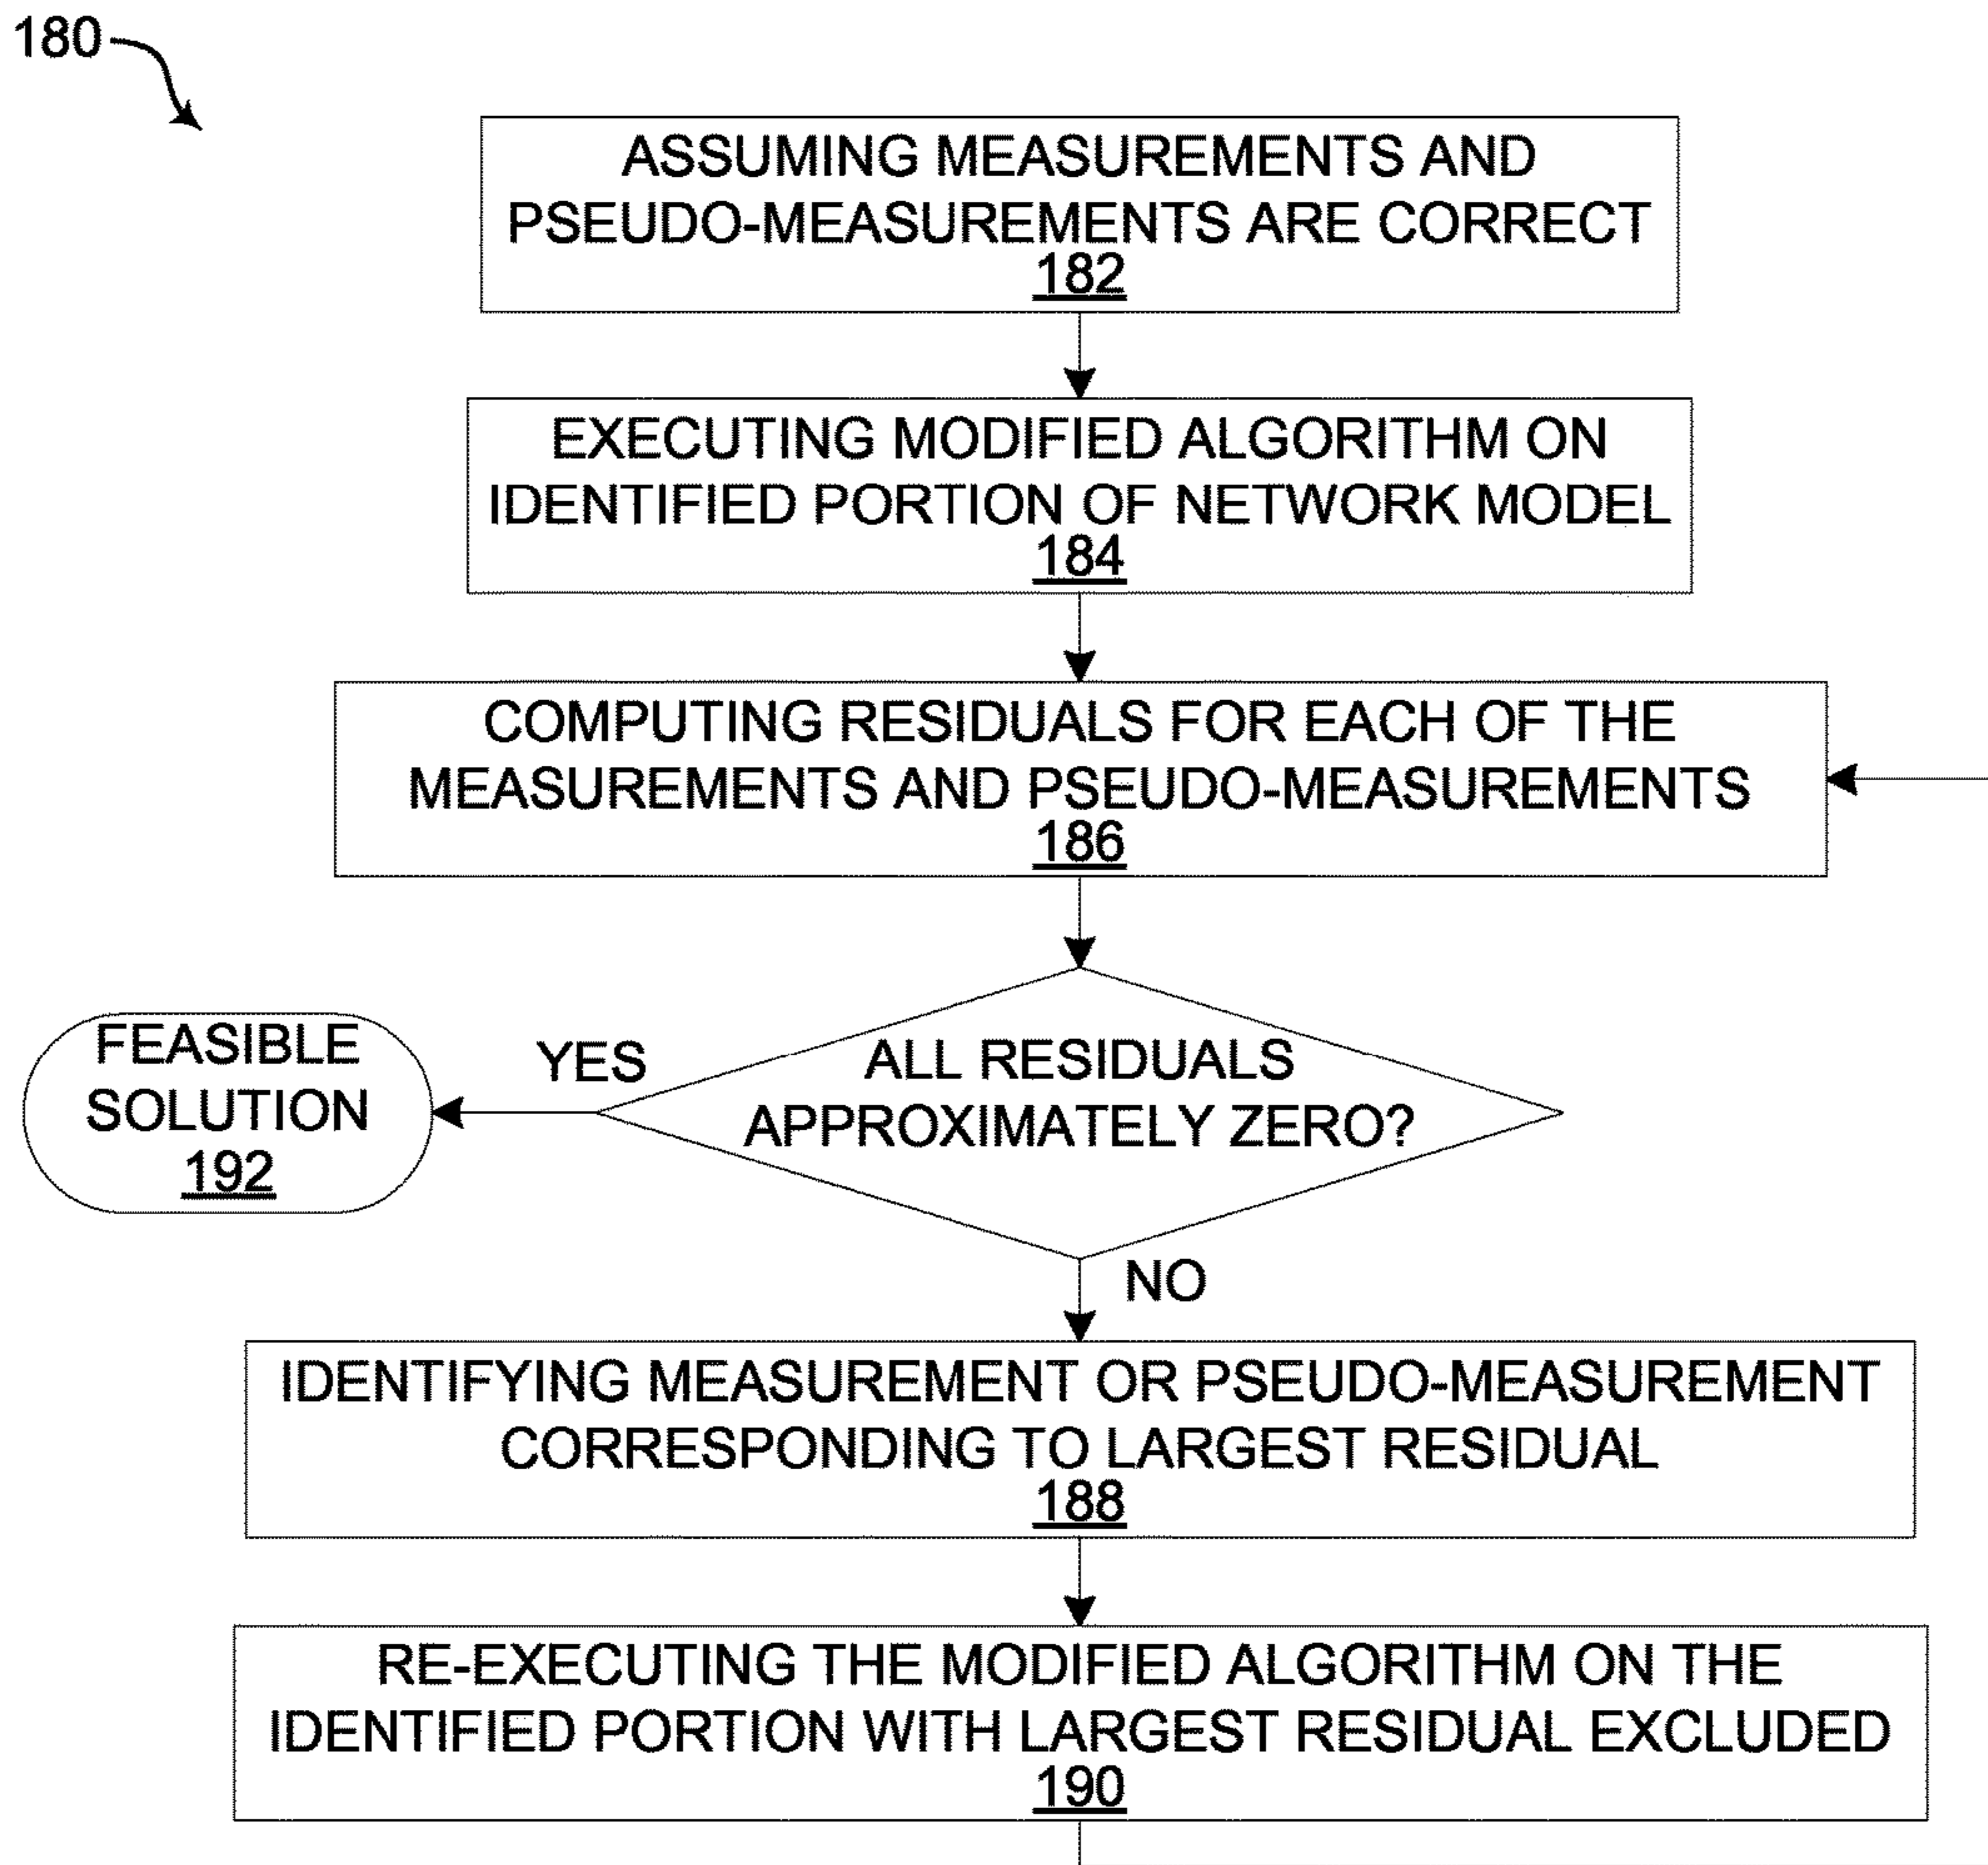 180
ASSUMING MEASUREMENTS AND
PSEUDO-MEASUREMENTS ARE CORRECT
182
EXECUTING MODIFIED ALGORITHM ON
IDENTIFIED PORTION OF NETWORK MODEL
184
COMPUTING RESIDUALS FOR EACH OF THE
MEASUREMENTS AND PSEUDO-MEASUREMENTS
186
ALL RESIDUALS
APPROXIMATELY ZERO?
YES
FEASIBLE
SOLUTION
192
NO
IDENTIFYING MEASUREMENT OR PSEUDO-MEASUREMENT
CORRESPONDING TO LARGEST RESIDUAL
188
RE-EXECUTING THE MODIFIED ALGORITHM ON THE
IDENTIFIED PORTION WITH LARGEST RESIDUAL EXCLUDED
190